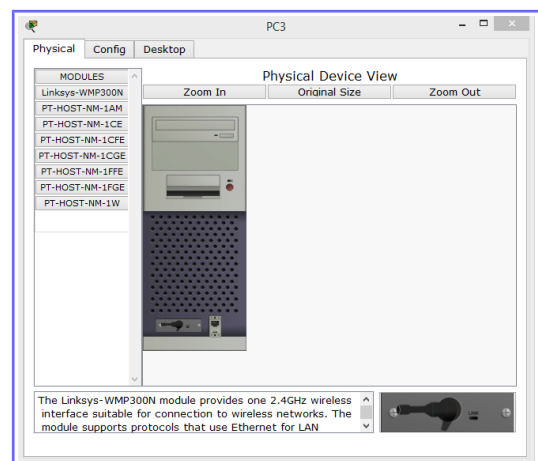 PC3
Physical Config Desktop
MODULES
Linksys-WMP300N
PT-HOST-NM-1AM
PT-HOST-NM-1CE
PT-HOST-NM-1CFE
PT-HOST-NM-1CGE
PT-HOST-NM-1FFE
PT-HOST-NM-1FGE
PT-HOST-NM-1W
Physical Device View
Zoom In Original Size Zoom Out
The Linksys-WMP300N module provides one 2.4GHz wireless
interface suitable for connection to wireless networks. The
module supports protocols that use Ethernet for LAN
LINK